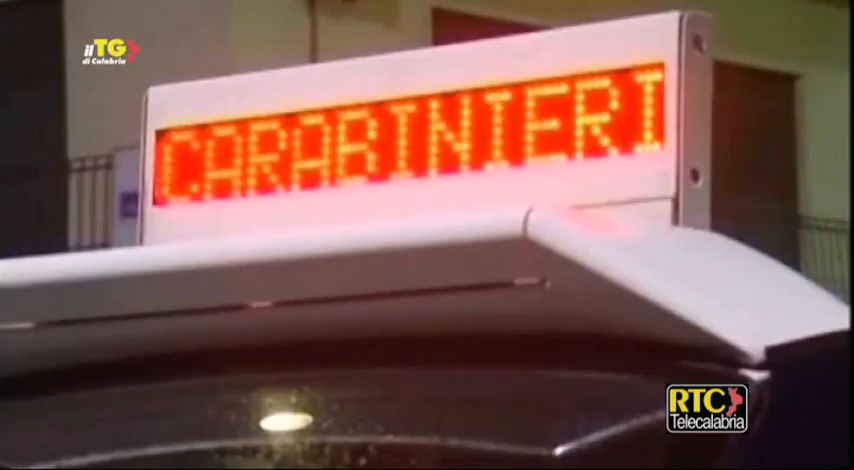 il TG
di Calabria
CARABINIERI
RTC
Telecalabria